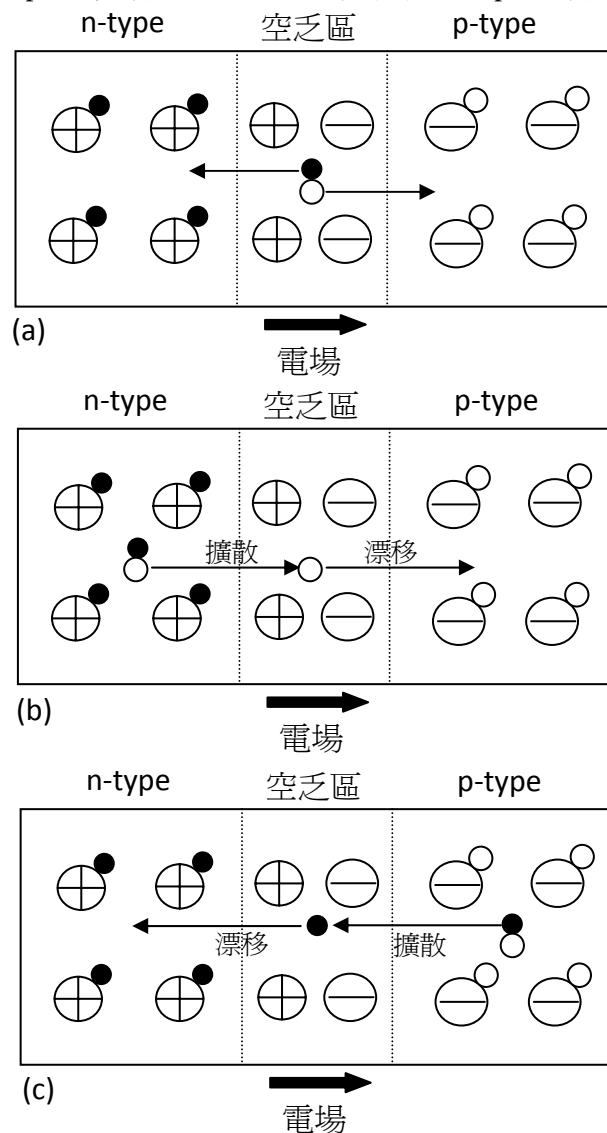 n-type 空乏區 p-type
(a)
電場
n-type 空乏區 p-type
擴散 漂移
(b)
電場
n-type 空乏區 p-type
漂移 擴散
(c)
電場